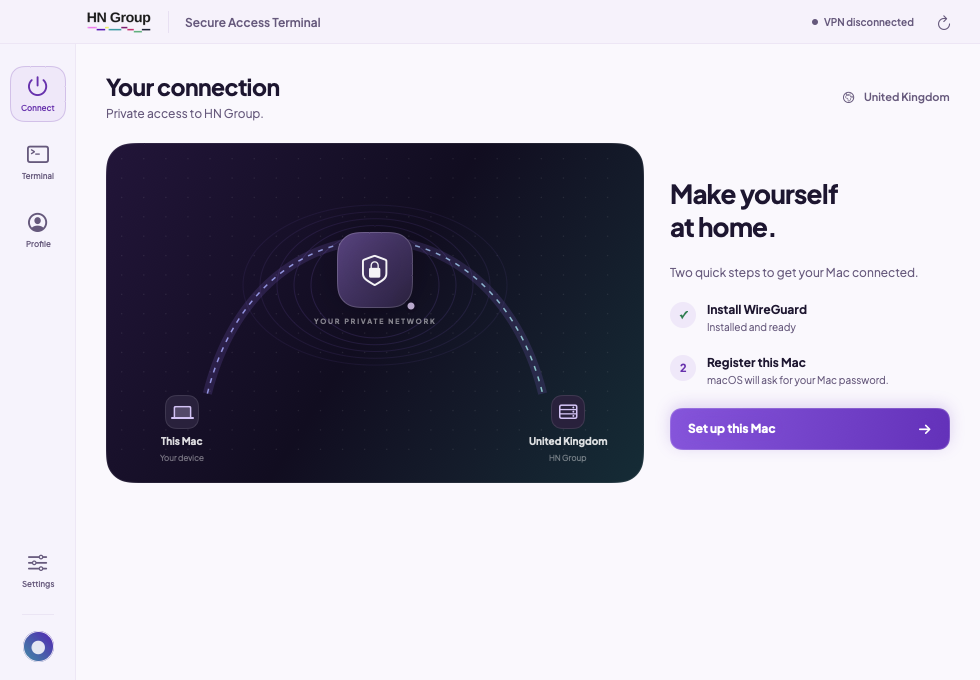 HN Group
Secure Access Terminal
VPN disconnected
Connect
Terminal
Profile
Settings
Your connection
Private access to HN Group.
United Kingdom
YOUR PRIVATE NETWORK
This Mac
Your device
United Kingdom
HN Group
Make yourself
at home.
Two quick steps to get your Mac connected.
✓
Install WireGuard
Installed and ready
2
Register this Mac
macOS will ask for your Mac password.
Set up this Mac →